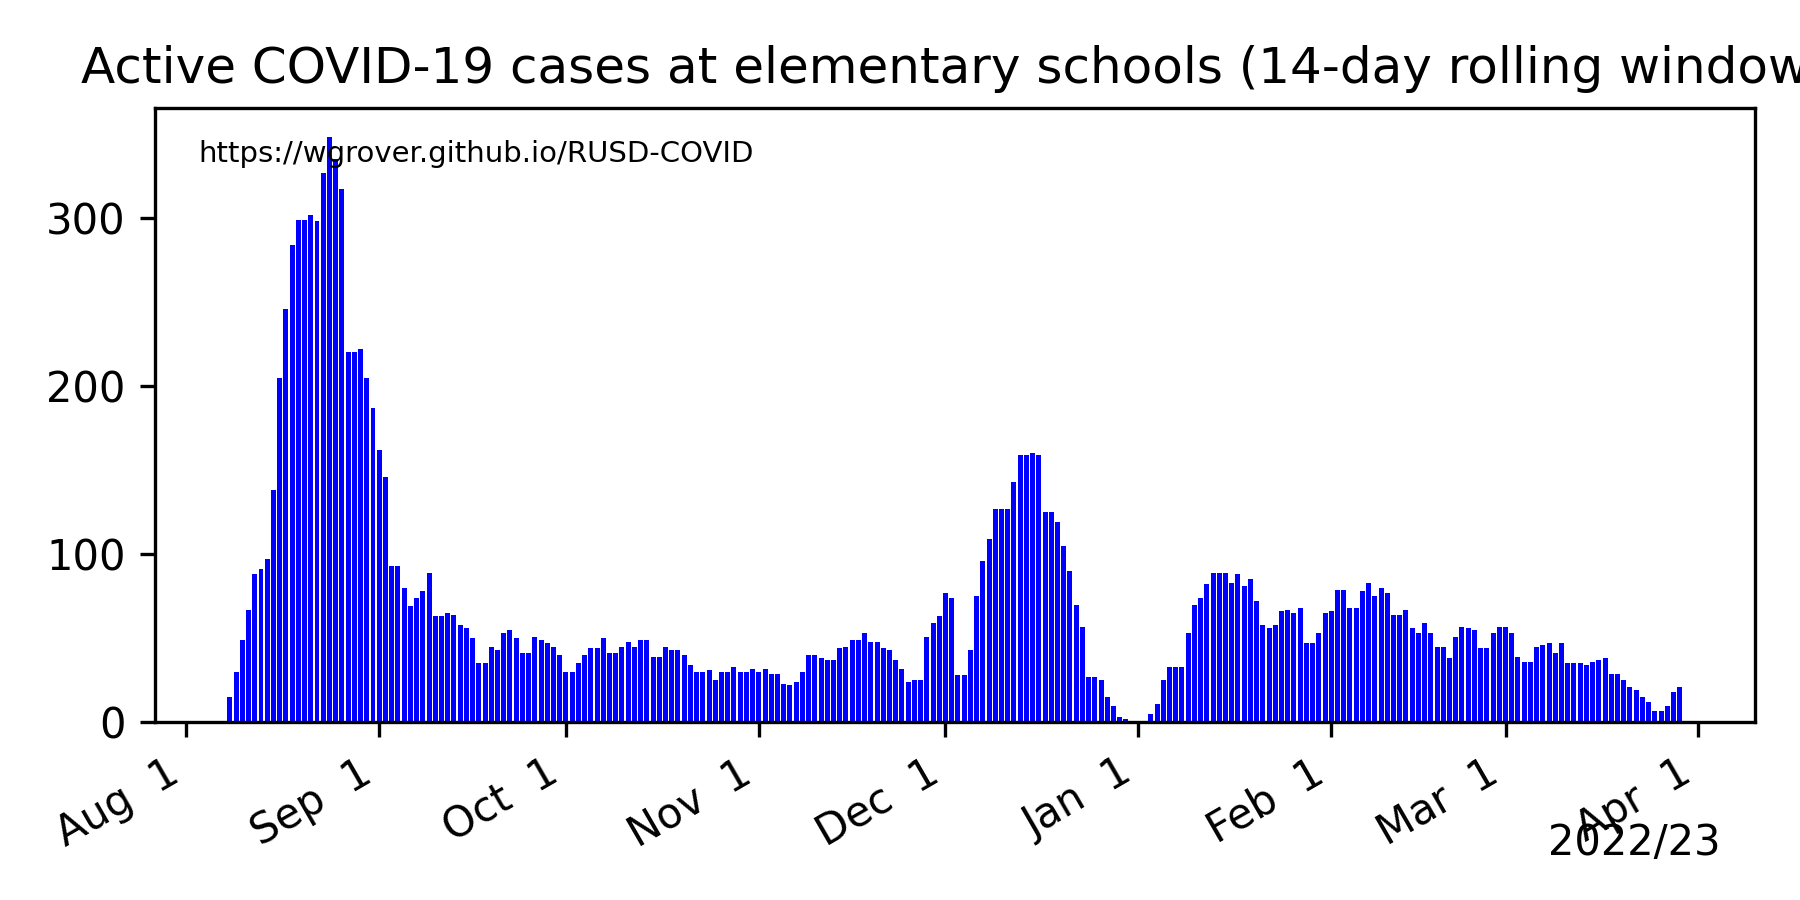 Active COVID-19 cases at elementary schools (14-day rolling window
https://wgrover.github.io/RUSD-COVID
300
200
100
0
Aug 1 Sep 1 Oct 1 Nov 1 Dec 1 Jan 1 Feb 1 Mar 1 Apr 1
2022/23